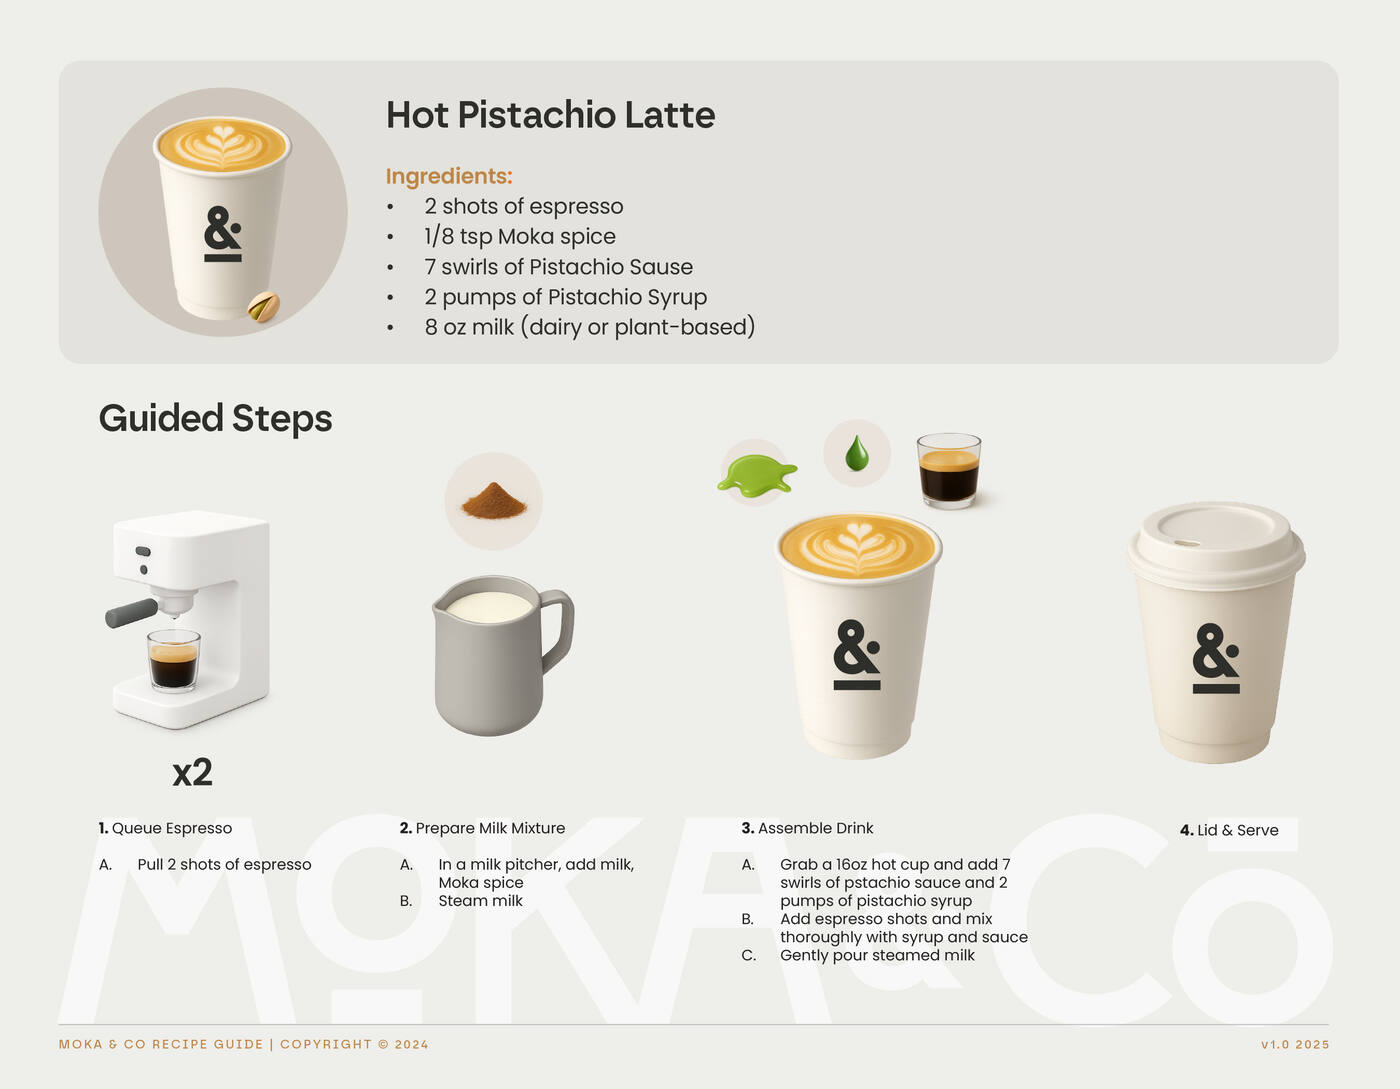 Hot Pistachio Latte
Ingredients:
• 2 shots of espresso
• 1/8 tsp Moka spice
• 7 swirls of Pistachio Sause
• 2 pumps of Pistachio Syrup
• 8 oz milk (dairy or plant-based)
&
Guided Steps
&
&
x2
1. Queue Espresso
A. Pull 2 shots of espresso
2. Prepare Milk Mixture
A. In a milk pitcher, add milk,
Moka spice
B. Steam milk
3. Assemble Drink
A. Grab a 16oz hot cup and add 7
swirls of pstachio sauce and 2
pumps of pistachio syrup
B. Add espresso shots and mix
thoroughly with syrup and sauce
C. Gently pour steamed milk
4. Lid & Serve
MOKA & Cō
MOKA & CO RECIPE GUIDE | COPYRIGHT © 2024
v1.0 2025